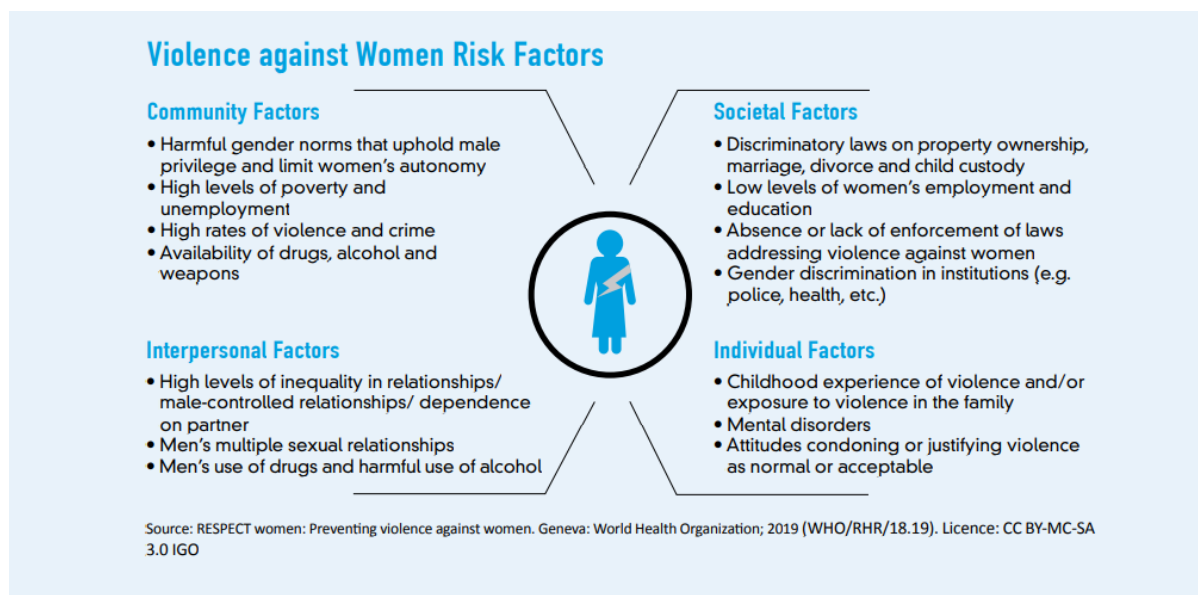 Violence against Women Risk Factors
Community Factors
• Harmful gender norms that uphold male
privilege and limit women's autonomy
• High levels of poverty and
unemployment
• High rates of violence and crime
• Availability of drugs, alcohol and
weapons
Societal Factors
• Discriminatory laws on property ownership,
marriage, divorce and child custody
• Low levels of women's employment and
education
• Absence or lack of enforcement of laws
addressing violence against women
• Gender discrimination in institutions (e.g.
police, health, etc.)
Interpersonal Factors
• High levels of inequality in relationships/
male-controlled relationships/ dependence
on partner
• Men's multiple sexual relationships
• Men's use of drugs and harmful use of alcohol
Individual Factors
• Childhood experience of violence and/or
exposure to violence in the family
• Mental disorders
• Attitudes condoning or justifying violence
as normal or acceptable
Source: RESPECT women: Preventing violence against women. Geneva: World Health Organization; 2019 (WHO/RHR/18.19). Licence: CC BY-MC-SA
3.0 IGO